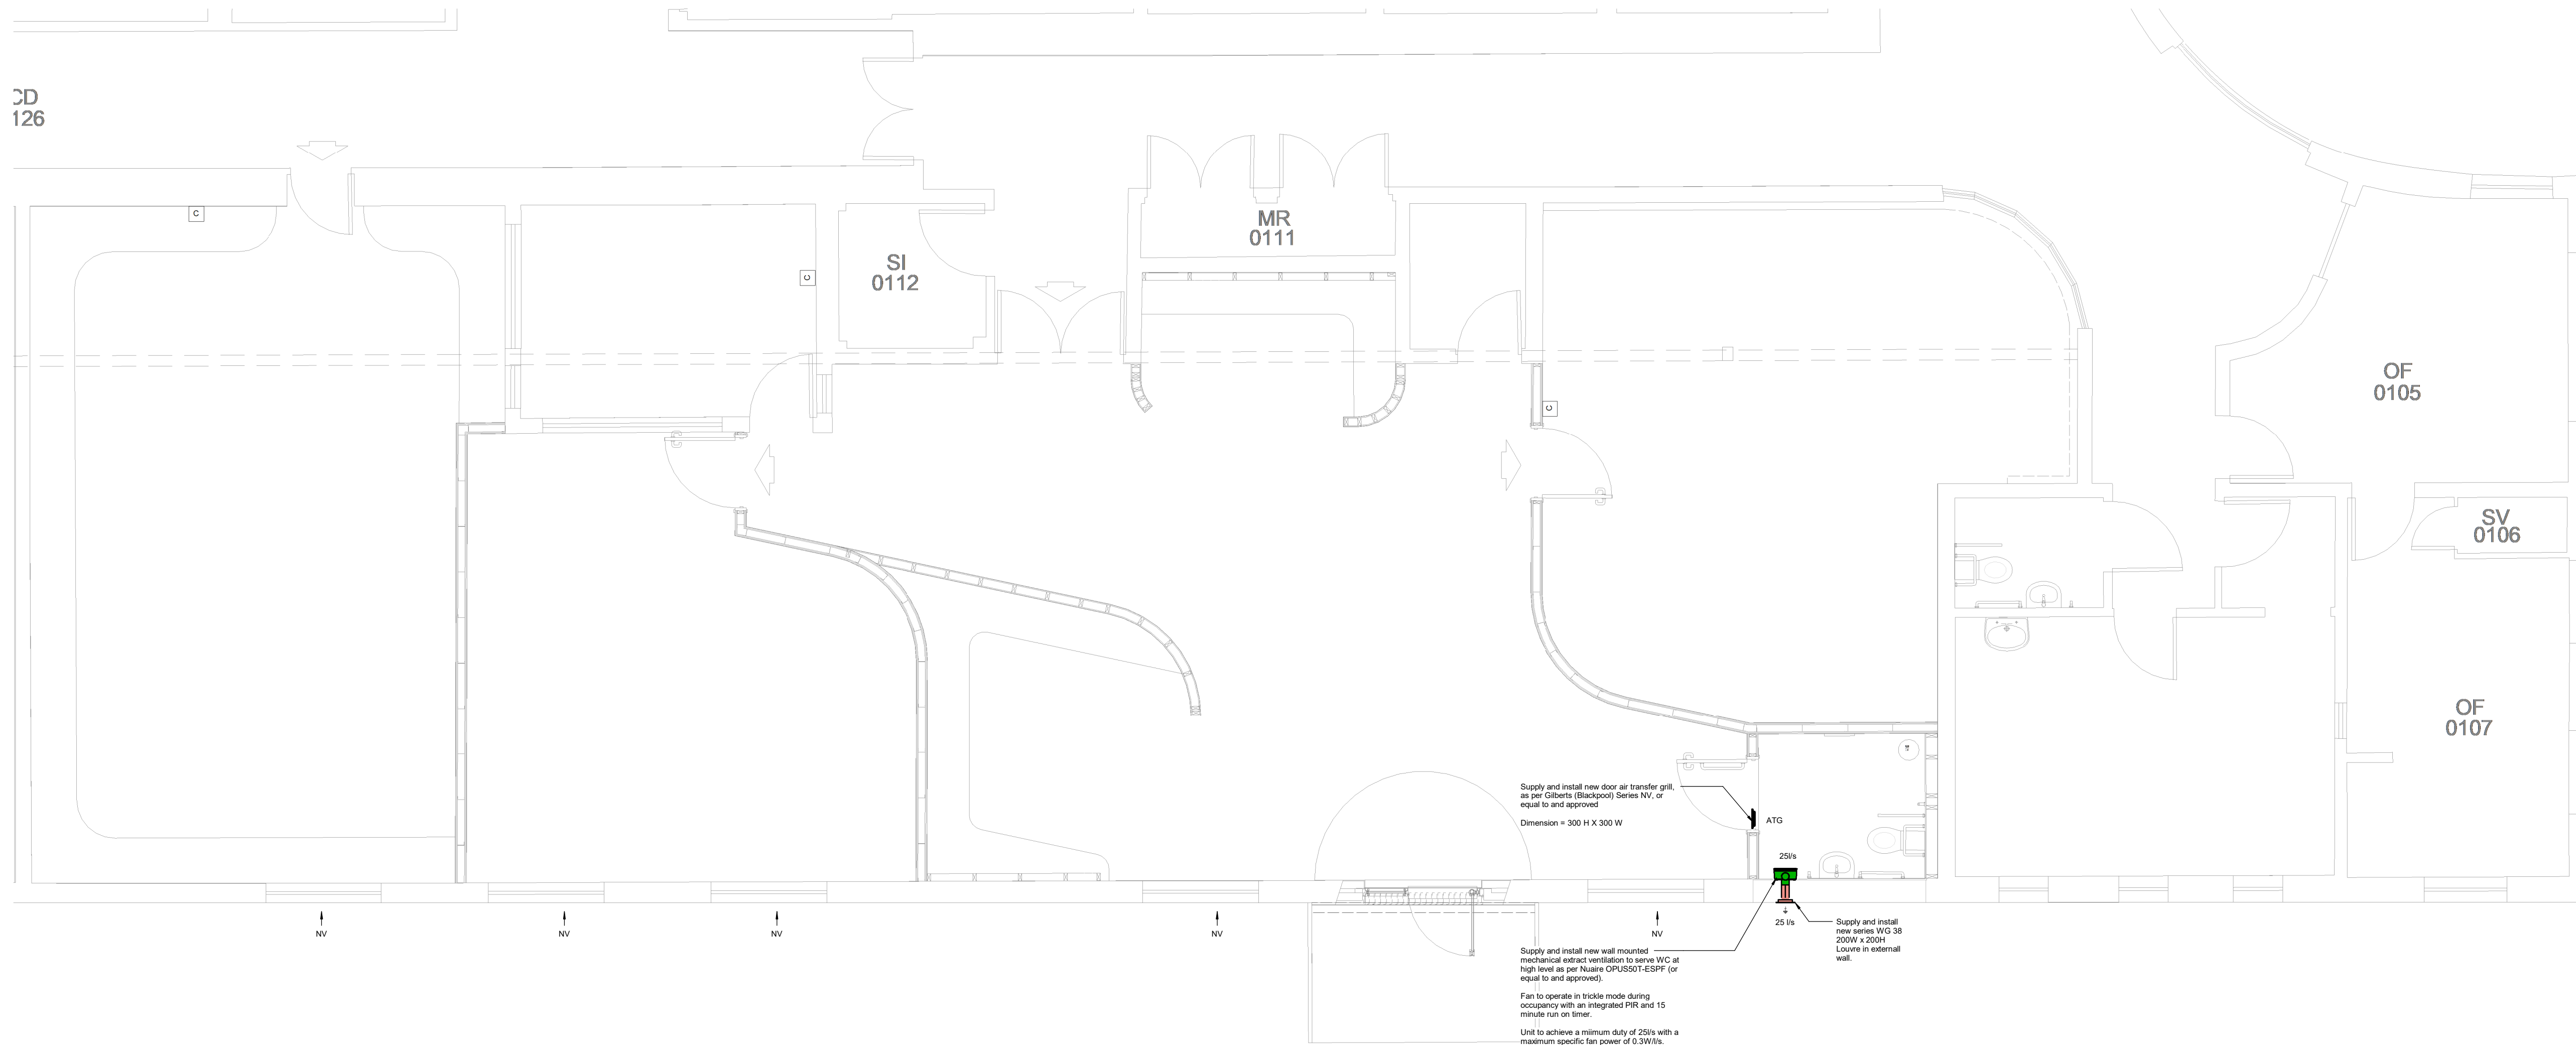 CD
126
C
C
SI
0112
MR
0111
C
OF
0105
SV
0106
OF
0107
Supply and install new door air transfer grill,
as per Gilberts (Blackpool) Series NV, or
equal to and approved
Dimension = 300 H X 300 W
ATG
25l/s
25 l/s
NV
NV
NV
NV
NV
Supply and install
new series WG 38
200W x 200H
Louvre in externall
wall.
Supply and install new wall mounted
mechanical extract ventilation to serve WC at
high level as per Nuaire OPUS50T-ESPF (or
equal to and approved).
Fan to operate in trickle mode during
occupancy with an integrated PIR and 15
minute run on timer.
Unit to achieve a miimum duty of 25l/s with a
maximum specific fan power of 0.3W/l/s.